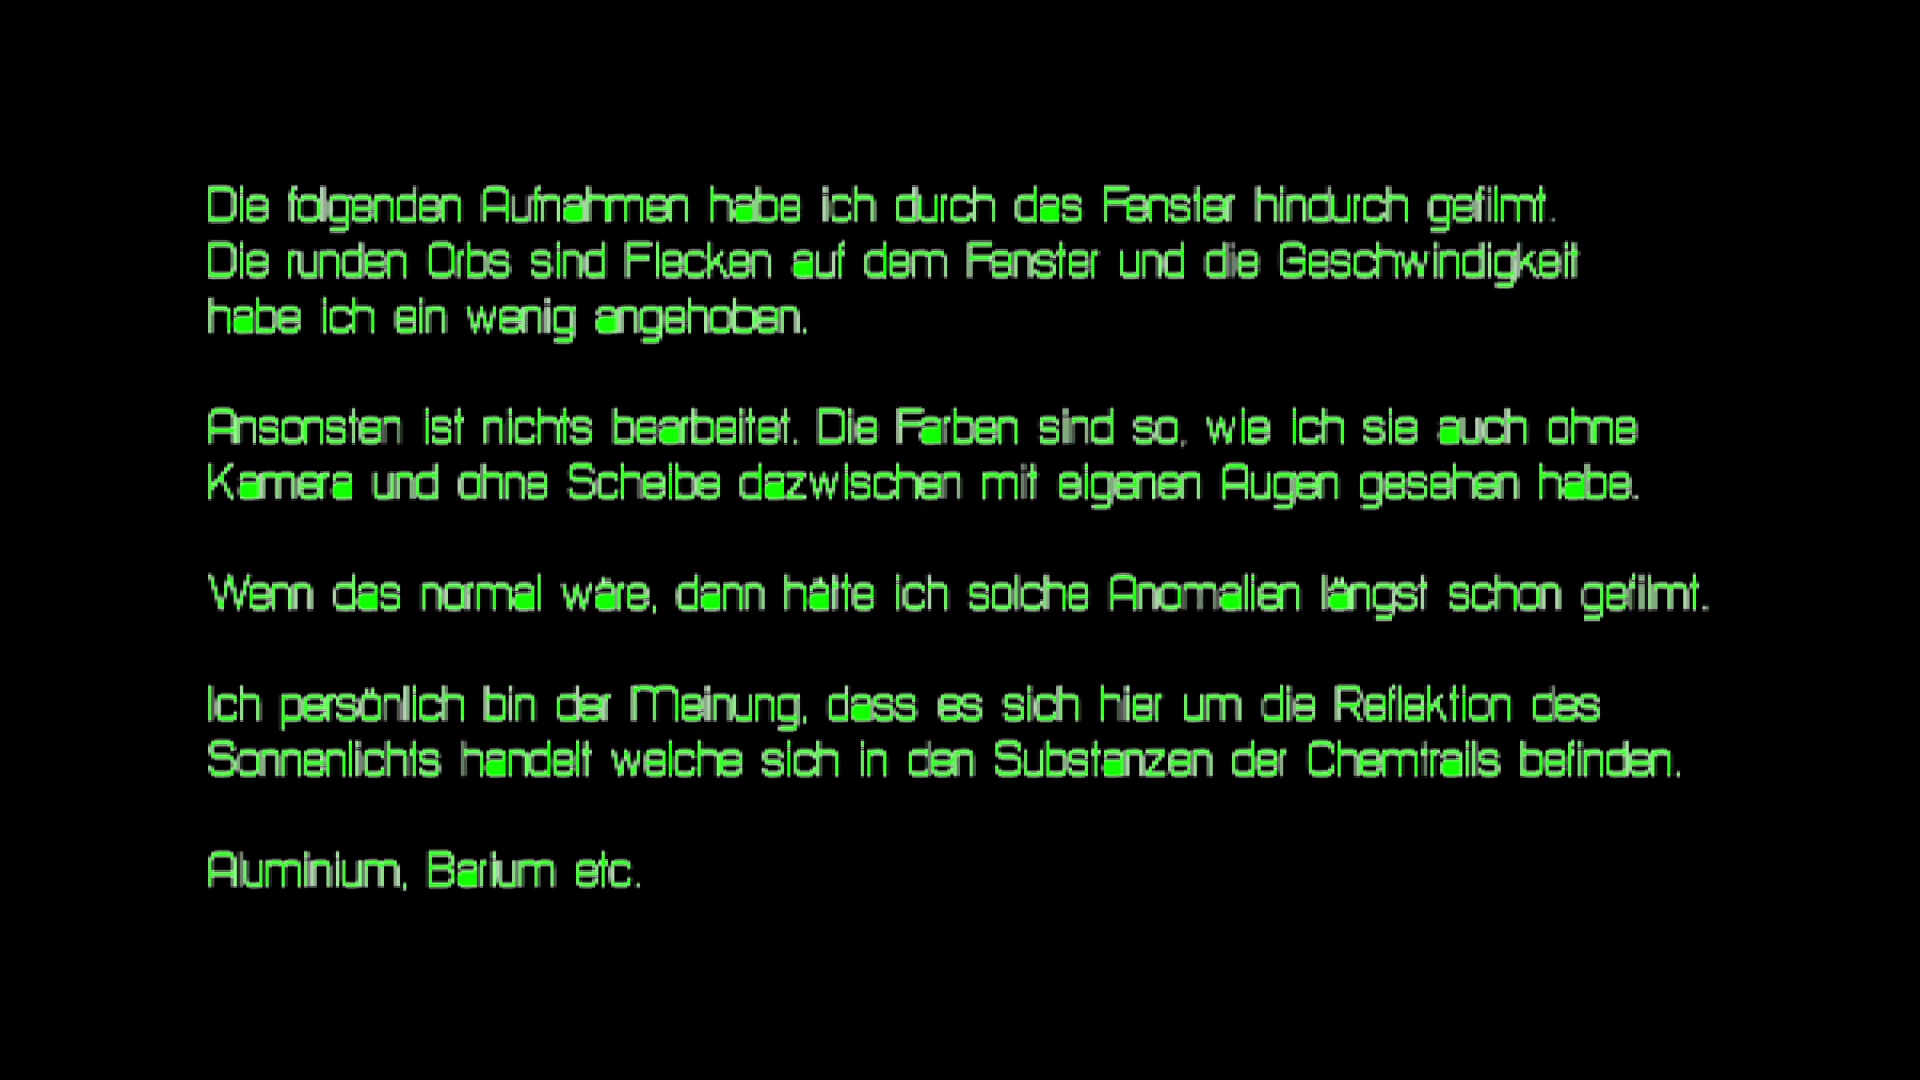 Die folgenden Aufnahmen habe ich durch das Fenster hindurch gefilmt.
Die runden Orbs sind Flecken auf dem Fenster und die Geschwindigkeit
habe ich ein wenig angehoben.
Ansonsten ist nichts bearbeitet. Die Farben sind so, wie ich sie auch ohne
Kamera und ohne Scheibe dazwischen mit eigenen Augen gesehen habe.
Wenn das normal wäre, dann hätte ich solche Anomalien längst schon gefilmt.
Ich persönlich bin der Meinung, dass es sich hier um die Reflektion des
Sonnenlichts handelt welche sich in den Substanzen der Chemtrails befinden.
Aluminium, Barium etc.